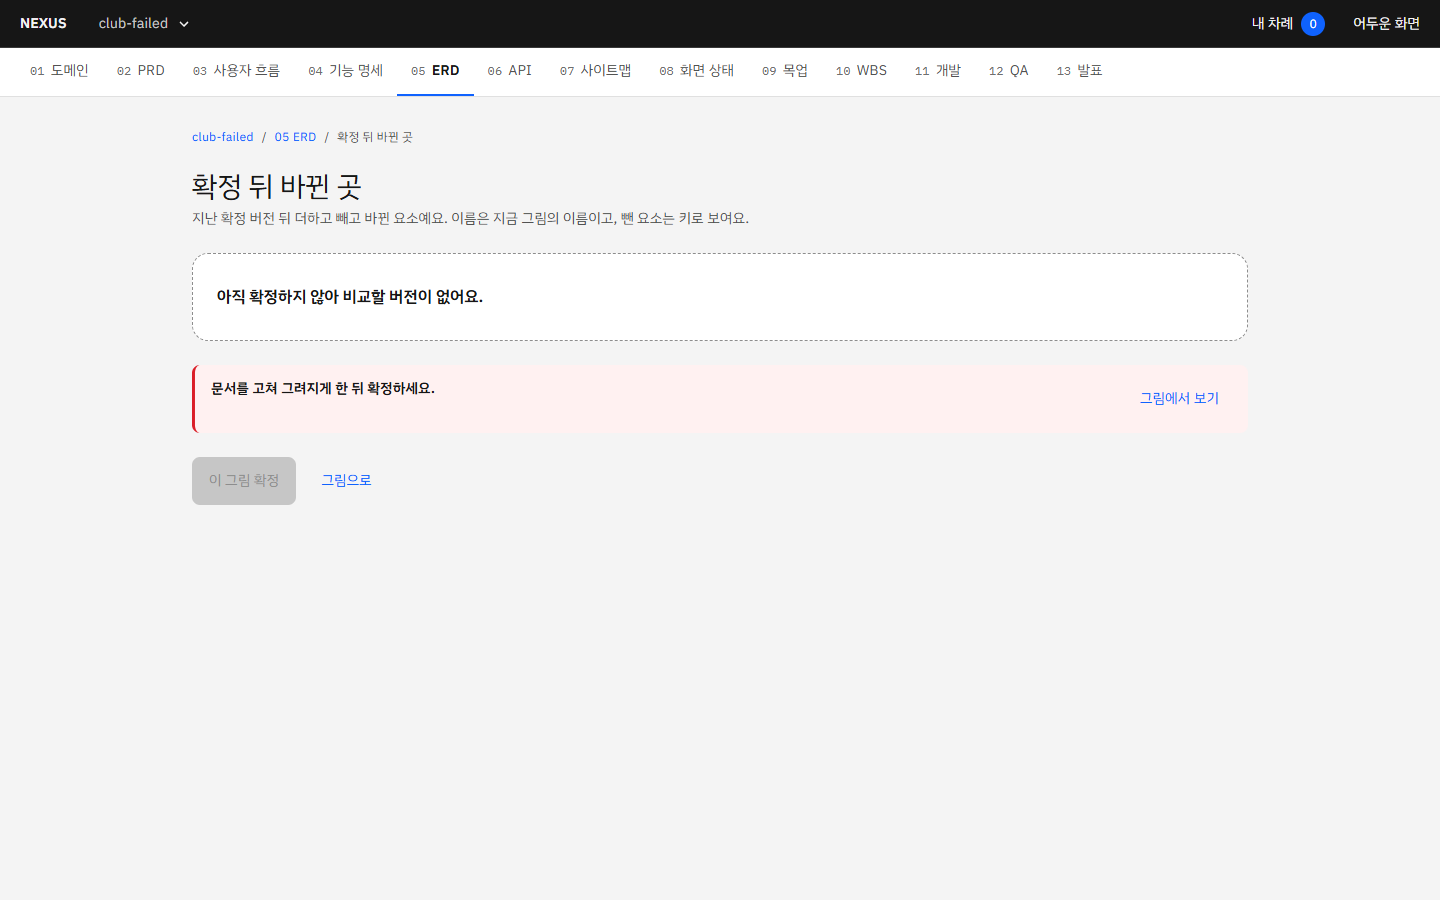 NEXUS club-failed 내 차례 0 어두운 화면
01 도메인 02 PRD 03 사용자 흐름 04 기능 명세 05 ERD 06 API 07 사이트맵 08 화면 상태 09 목업 10 WBS 11 개발 12 QA 13 발표
club-failed / 05 ERD / 확정 뒤 바뀐 곳
확정 뒤 바뀐 곳
지난 확정 버전 뒤 더하고 빼고 바뀐 요소예요. 이름은 지금 그림의 이름이고, 뺀 요소는 키로 보여요.
아직 확정하지 않아 비교할 버전이 없어요.
문서를 고쳐 그려지게 한 뒤 확정하세요.
그림에서 보기
이 그림 확정 그림으로